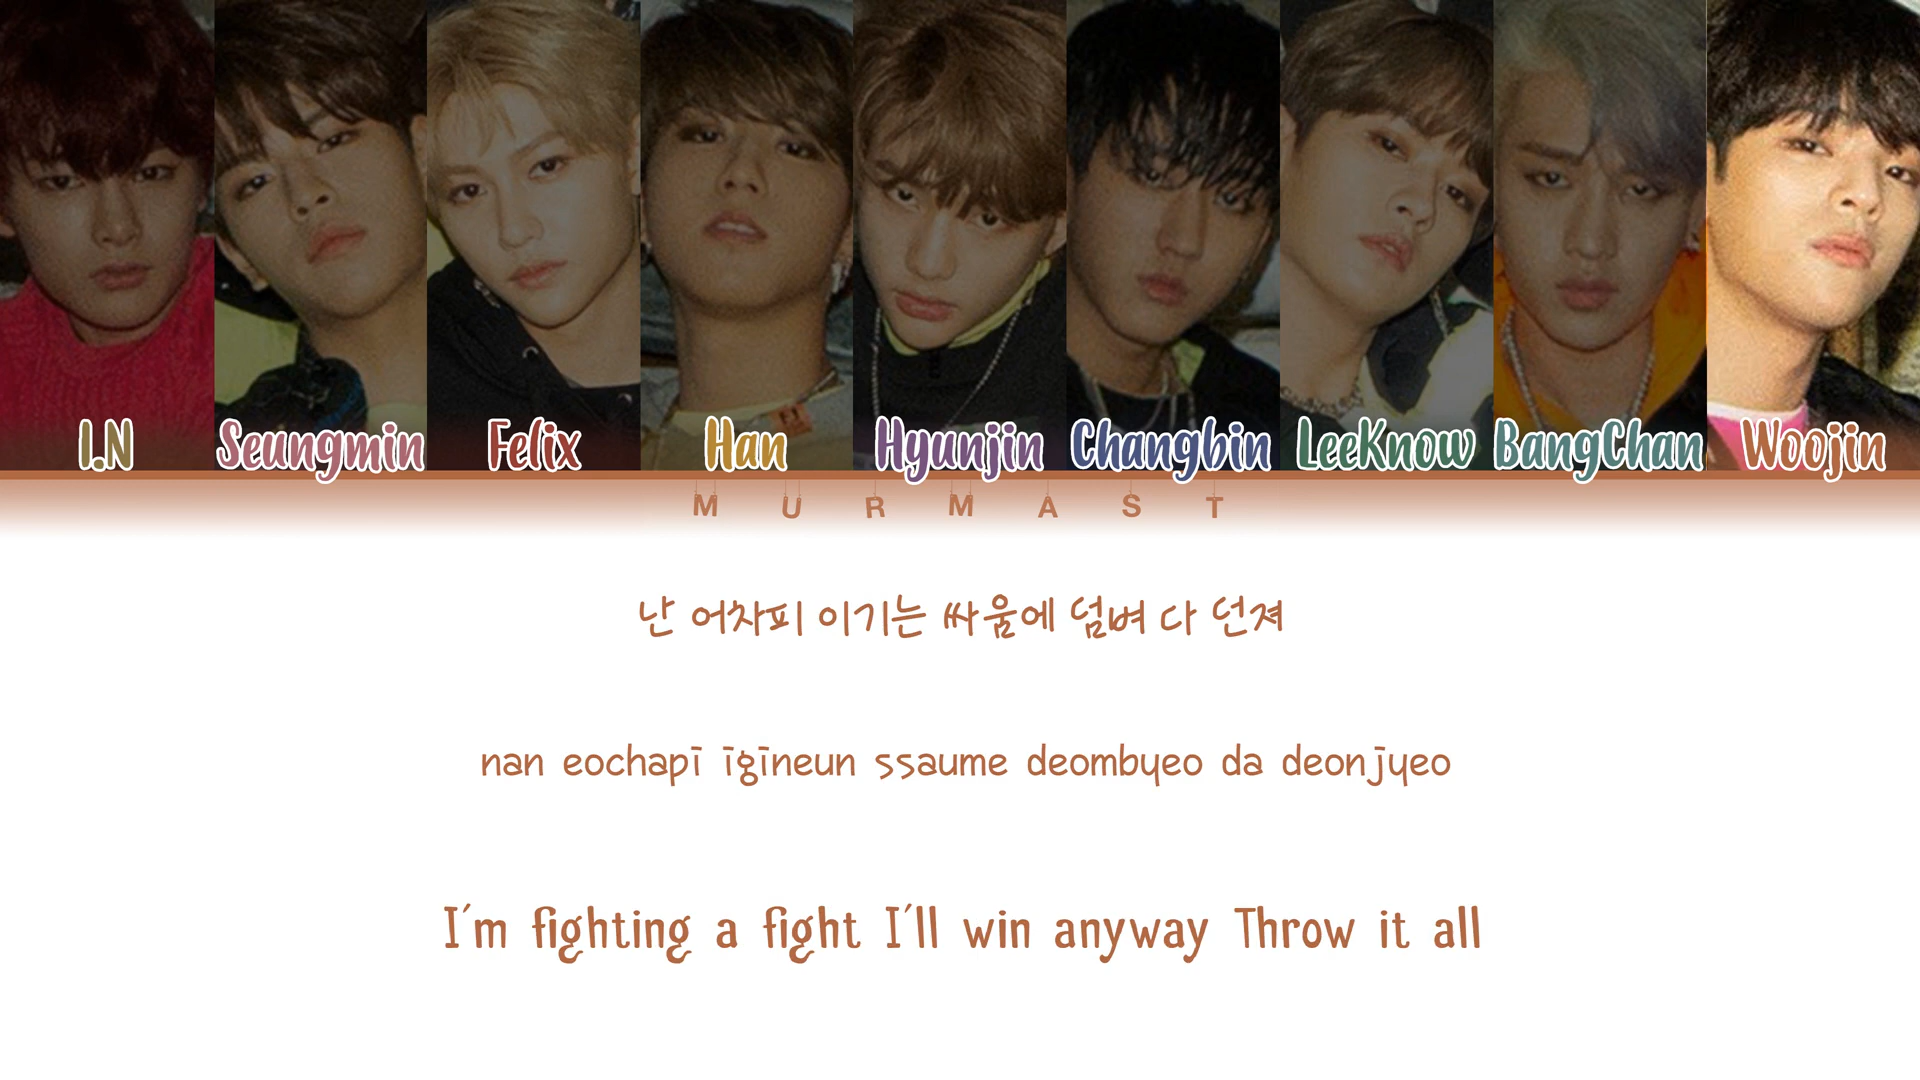 I.N Seungmin Felix Han Hyunjin Changbin LeeKnow BangChan Woojin
MURMAST
난 어차피 이기는 싸움에 덤벼 다 던져
nan eochapi igineun ssaume deombyeo da deonjyeo
I'm fighting a fight I'll win anyway Throw it all